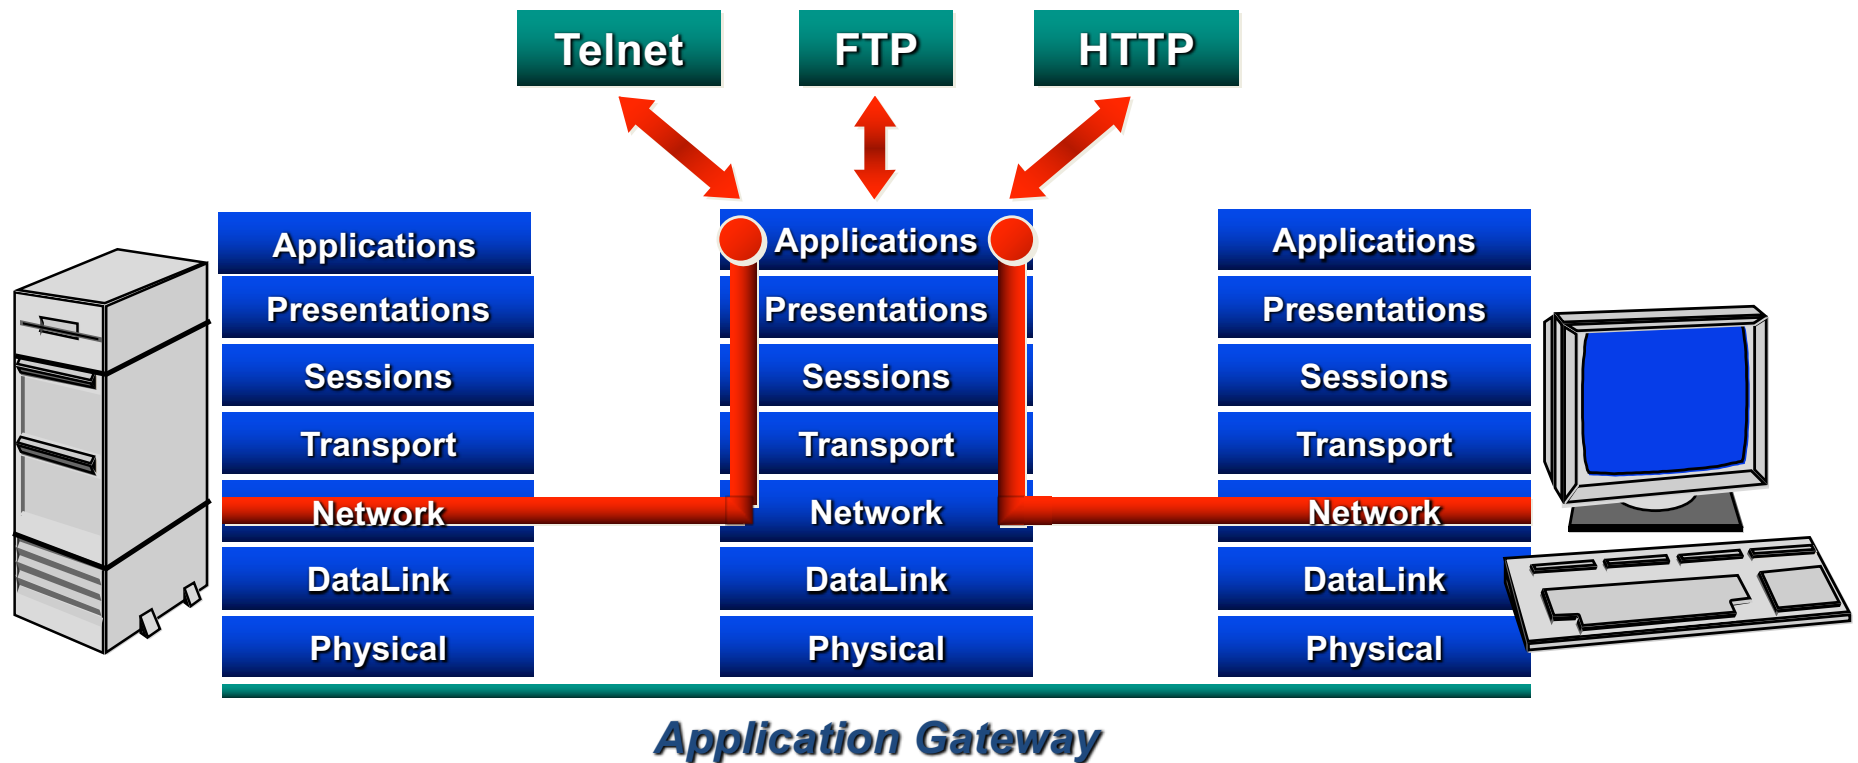 Telnet FTP HTTP
Applications Applications Applications
Presentations Presentations Presentations
Sessions Sessions Sessions
Transport Transport Transport
Network Network Network
DataLink DataLink DataLink
Physical Physical Physical
Application Gateway